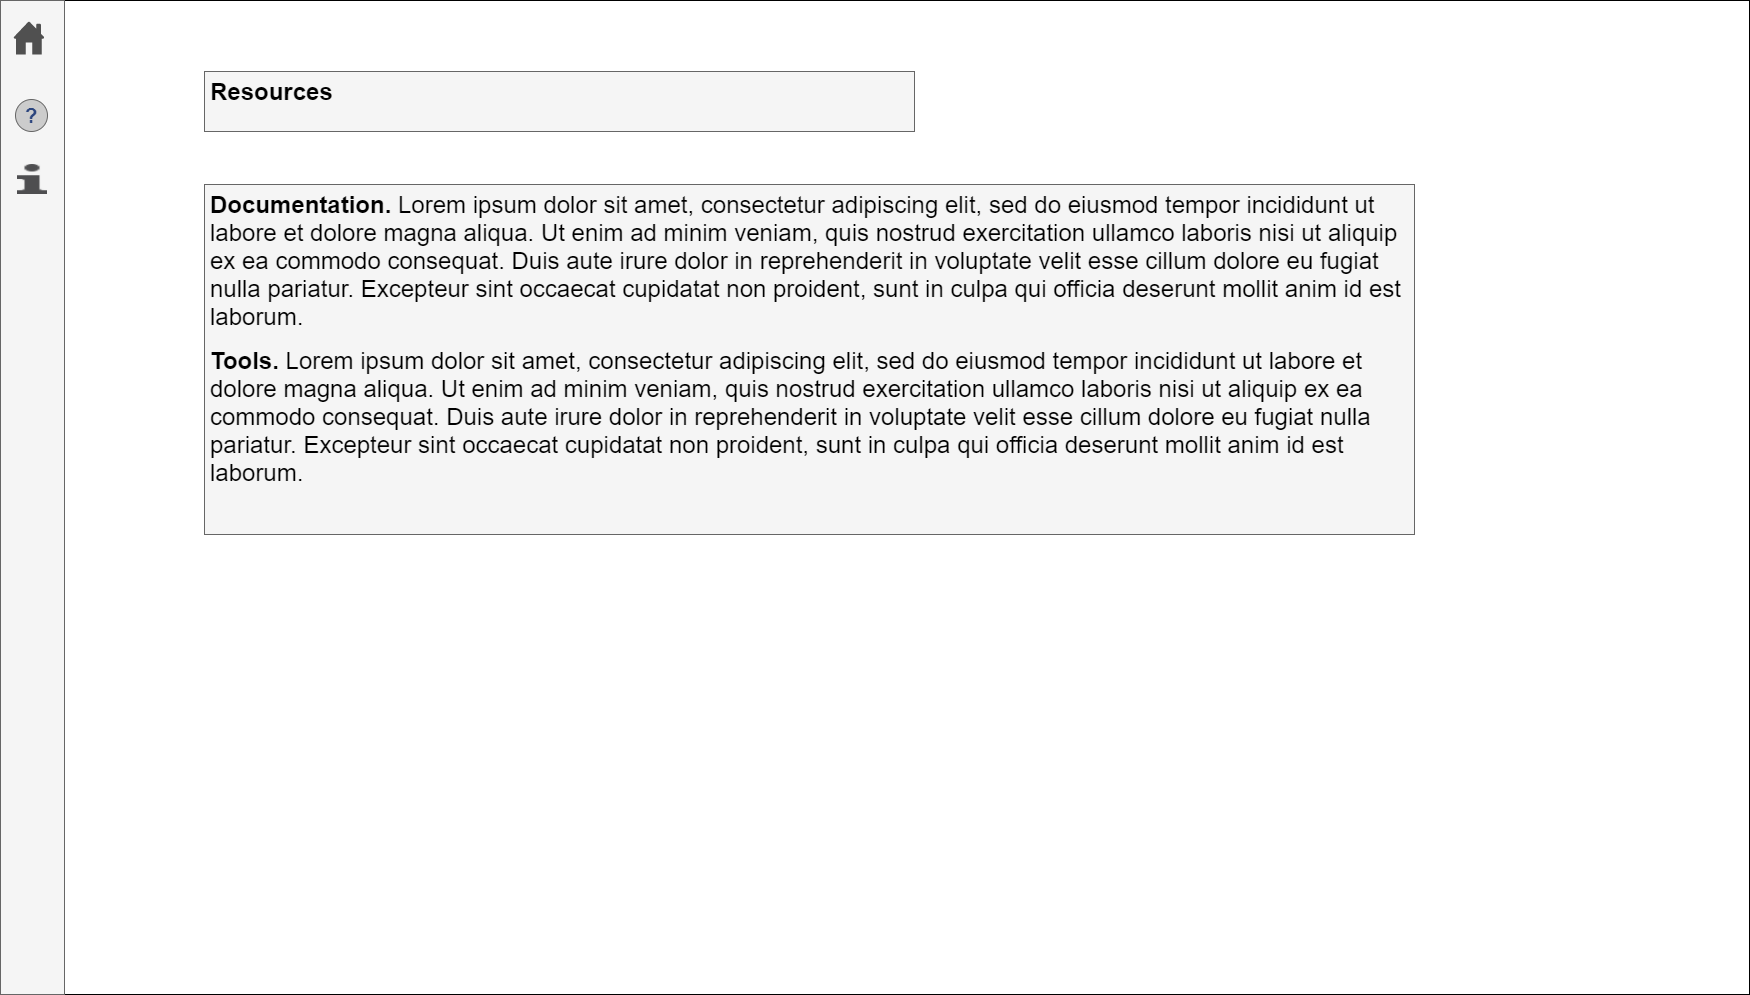 ?
Resources
Documentation. Lorem ipsum dolor sit amet, consectetur adipiscing elit, sed do eiusmod tempor incididunt ut
labore et dolore magna aliqua. Ut enim ad minim veniam, quis nostrud exercitation ullamco laboris nisi ut aliquip
ex ea commodo consequat. Duis aute irure dolor in reprehenderit in voluptate velit esse cillum dolore eu fugiat
nulla pariatur. Excepteur sint occaecat cupidatat non proident, sunt in culpa qui officia deserunt mollit anim id est
laborum.
Tools. Lorem ipsum dolor sit amet, consectetur adipiscing elit, sed do eiusmod tempor incididunt ut labore et
dolore magna aliqua. Ut enim ad minim veniam, quis nostrud exercitation ullamco laboris nisi ut aliquip ex ea
commodo consequat. Duis aute irure dolor in reprehenderit in voluptate velit esse cillum dolore eu fugiat nulla
pariatur. Excepteur sint occaecat cupidatat non proident, sunt in culpa qui officia deserunt mollit anim id est
laborum.